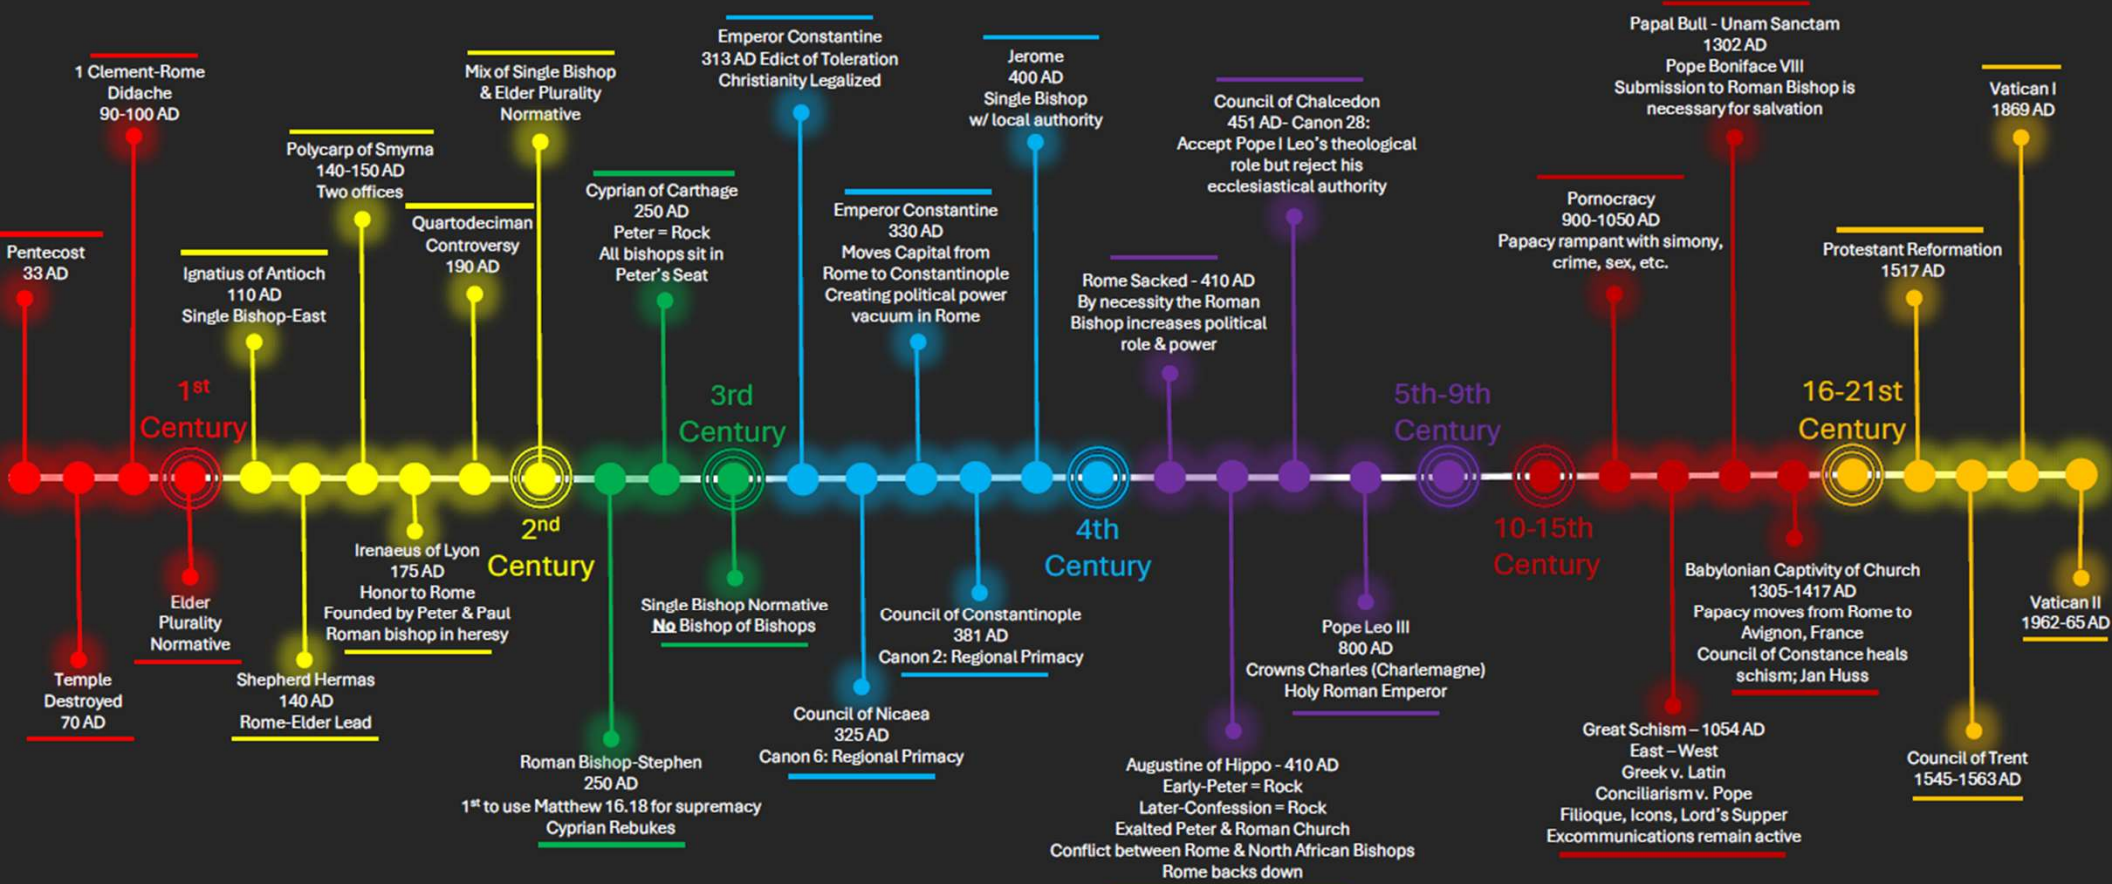 Pentecost
33 AD
Temple
Destroyed
70 AD
1 Clement-Rome
Didache
90-100 AD
1st
Century
Elder
Plurality
Normative
Ignatius of Antioch
110 AD
Single Bishop-East
Shepherd Hermas
140 AD
Rome-Elder Lead
Polycarp of Smyrna
140-150 AD
Two offices
Irenaeus of Lyon
175 AD
Honor to Rome
Founded by Peter & Paul
Roman bishop in heresy
Quartodeciman
Controversy
190 AD
Mix of Single Bishop
& Elder Plurality
Normative
2nd
Century
Roman Bishop-Stephen
250 AD
1st to use Matthew 16.18 for supremacy
Cyprian Rebukes
Cyprian of Carthage
250 AD
Peter = Rock
All bishops sit in
Peter's Seat
3rd
Century
Single Bishop Normative
No Bishop of Bishops
Emperor Constantine
313 AD Edict of Toleration
Christianity Legalized
Council of Nicaea
325 AD
Canon 6: Regional Primacy
Emperor Constantine
330 AD
Moves Capital from
Rome to Constantinople
Creating political power
vacuum in Rome
Council of Constantinople
381 AD
Canon 2: Regional Primacy
Jerome
400 AD
Single Bishop
w/ local authority
4th
Century
Rome Sacked - 410 AD
By necessity the Roman
Bishop increases political
role & power
Augustine of Hippo - 410 AD
Early-Peter = Rock
Later-Confession = Rock
Exalted Peter & Roman Church
Conflict between Rome & North African Bishops
Rome backs down
Council of Chalcedon
451 AD- Canon 28:
Accept Pope I Leo's theological
role but reject his
ecclesiastical authority
Pope Leo III
800 AD
Crowns Charles (Charlemagne)
Holy Roman Emperor
5th-9th
Century
10-15th
Century
Pornocracy
900-1050 AD
Papacy rampant with simony,
crime, sex, etc.
Great Schism – 1054 AD
East – West
Greek v. Latin
Conciliarism v. Pope
Filioque, Icons, Lord's Supper
Excommunications remain active
Papal Bull - Unam Sanctam
1302 AD
Pope Boniface VIII
Submission to Roman Bishop is
necessary for salvation
Babylonian Captivity of Church
1305-1417 AD
Papacy moves from Rome to
Avignon, France
Council of Constance heals
schism; Jan Huss
16-21st
Century
Protestant Reformation
1517 AD
Council of Trent
1545-1563 AD
Vatican I
1869 AD
Vatican II
1962-65 AD